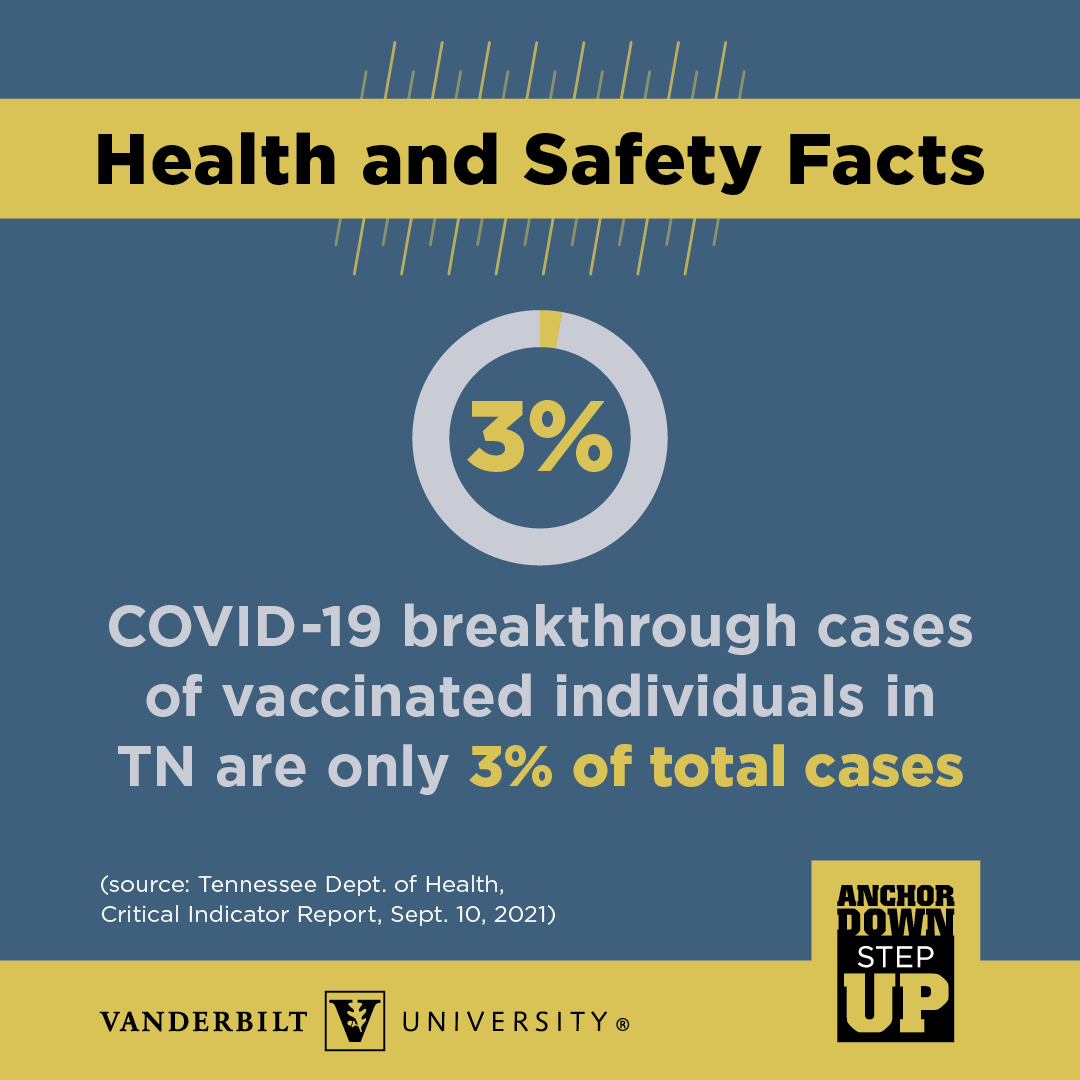 Health and Safety Facts
3%
COVID-19 breakthrough cases
of vaccinated individuals in
TN are only 3% of total cases
(source: Tennessee Dept. of Health,
Critical Indicator Report, Sept. 10, 2021)
ANCHOR
DOWN
STEP
UP
VANDERBILT V UNIVERSITY®